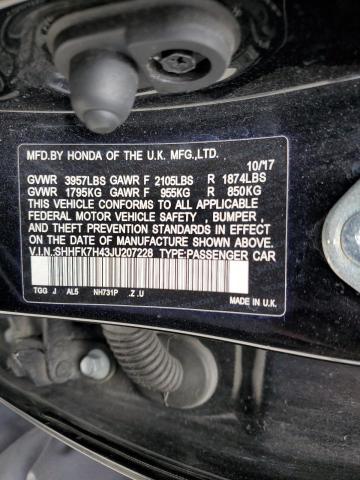 MFD.BY HONDA OF THE U.K. MFG.,LTD.
10/17
GVWR 3957LBS GAWR F 2105LBS R 1874LBS
GVWR 1795KG GAWR F 955KG R 850KG
THIS VEHICLE CONFORMS TO ALL APPLICABLE
FEDERAL MOTOR VEHICLE SAFETY , BUMPER ,
AND THEFT PREVENTION STANDARDS IN EFFECT
ON THE DATE OF MANUFACTURE SHOWN ABOVE.
V.I.N.:SHHFK7H43JU207228 TYPE:PASSENGER CAR
TGG J AL5 NH731P .Z .U
MADE IN U.K.